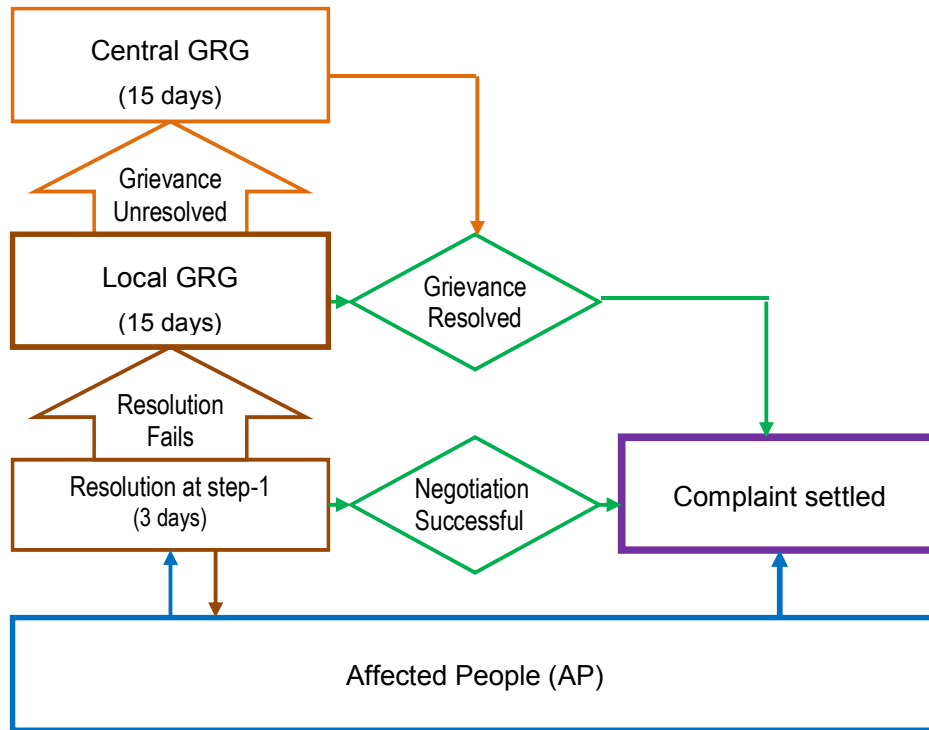 Central GRG
(15 days)
Grievance
Unresolved
Local GRG
(15 days)
Grievance
Resolved
Resolution
Fails
Resolution at step-1
(3 days)
Negotiation
Successful
Complaint settled
Affected People (AP)